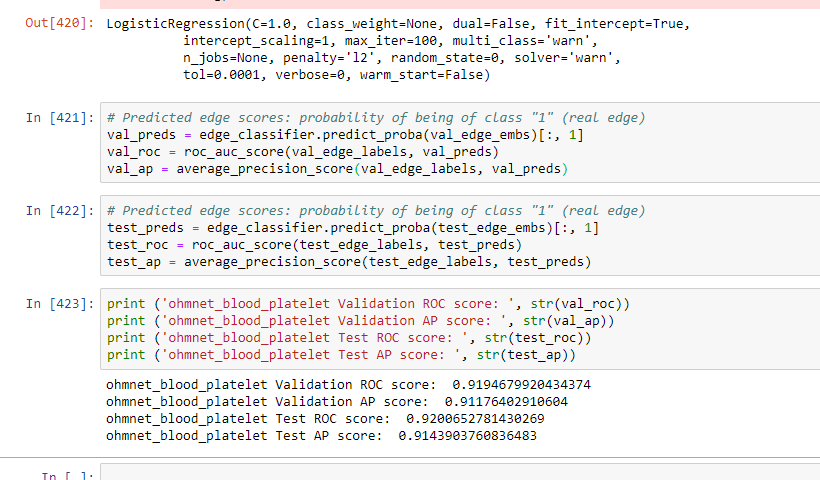 Out[420]: LogisticRegression(C=1.0, class_weight=None, dual=False, fit_intercept=True,
intercept_scaling=1, max_iter=100, multi_class='warn',
n_jobs=None, penalty='l2', random_state=0, solver='warn',
tol=0.0001, verbose=0, warm_start=False)
In [421]: # Predicted edge scores: probability of being of class "1" (real edge)
val_preds = edge_classifier.predict_proba(val_edge_embs)[:, 1]
val_roc = roc_auc_score(val_edge_labels, val_preds)
val_ap = average_precision_score(val_edge_labels, val_preds)
In [422]: # Predicted edge scores: probability of being of class "1" (real edge)
test_preds = edge_classifier.predict_proba(test_edge_embs)[:, 1]
test_roc = roc_auc_score(test_edge_labels, test_preds)
test_ap = average_precision_score(test_edge_labels, test_preds)
In [423]: print ('ohmnet_blood_platelet Validation ROC score: ', str(val_roc))
print ('ohmnet_blood_platelet Validation AP score: ', str(val_ap))
print ('ohmnet_blood_platelet Test ROC score: ', str(test_roc))
print ('ohmnet_blood_platelet Test AP score: ', str(test_ap))
ohmnet_blood_platelet Validation ROC score:  0.9194679920434374
ohmnet_blood_platelet Validation AP score:  0.91176402910604
ohmnet_blood_platelet Test ROC score:  0.9200652781430269
ohmnet_blood_platelet Test AP score:  0.9143903760836483
In [ ]: